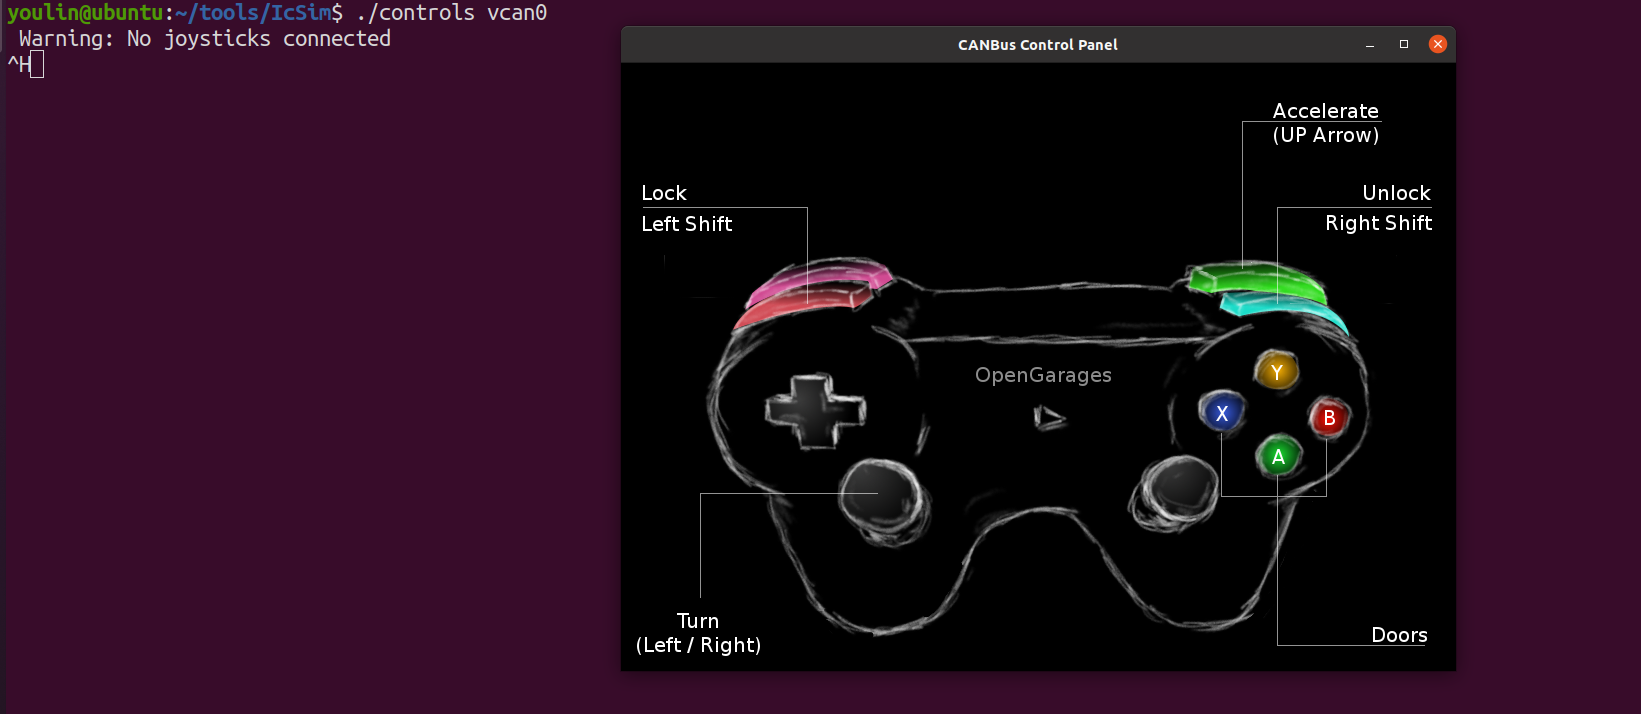 youlin@ubuntu:~/tools/IcSim$ ./controls vcan0
Warning: No joysticks connected
^H
CANBus Control Panel
Accelerate
(UP Arrow)
Lock
Left Shift
Unlock
Right Shift
OpenGarages
Y
X
B
A
Turn
(Left / Right)
Doors